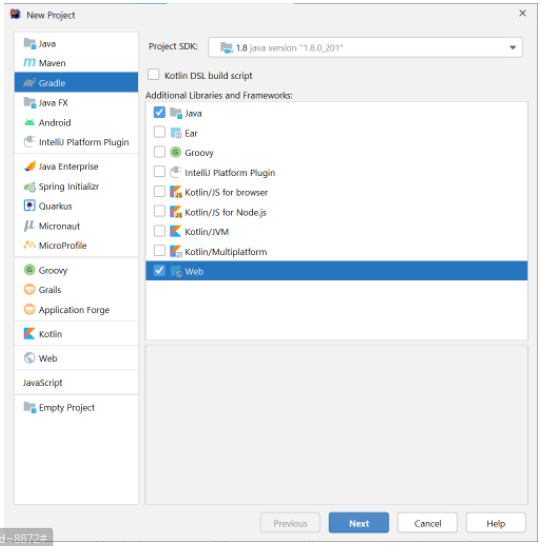 New Project
Java
Maven
Gradle
Java FX
Android
IntelliJ Platform Plugin
Java Enterprise
Spring Initializr
Quarkus
Micronaut
MicroProfile
Groovy
Grails
Application Forge
Kotlin
Web
JavaScript
Empty Project
Project SDK: 1.8 java version "1.8.0_201"
Kotlin DSL build script
Additional Libraries and Frameworks:
Java
Ear
Groovy
IntelliJ Platform Plugin
Kotlin/JS for browser
Kotlin/JS for Node.js
Kotlin/JVM
Kotlin/Multiplatform
Web
Previous Next Cancel Help
d-8872#